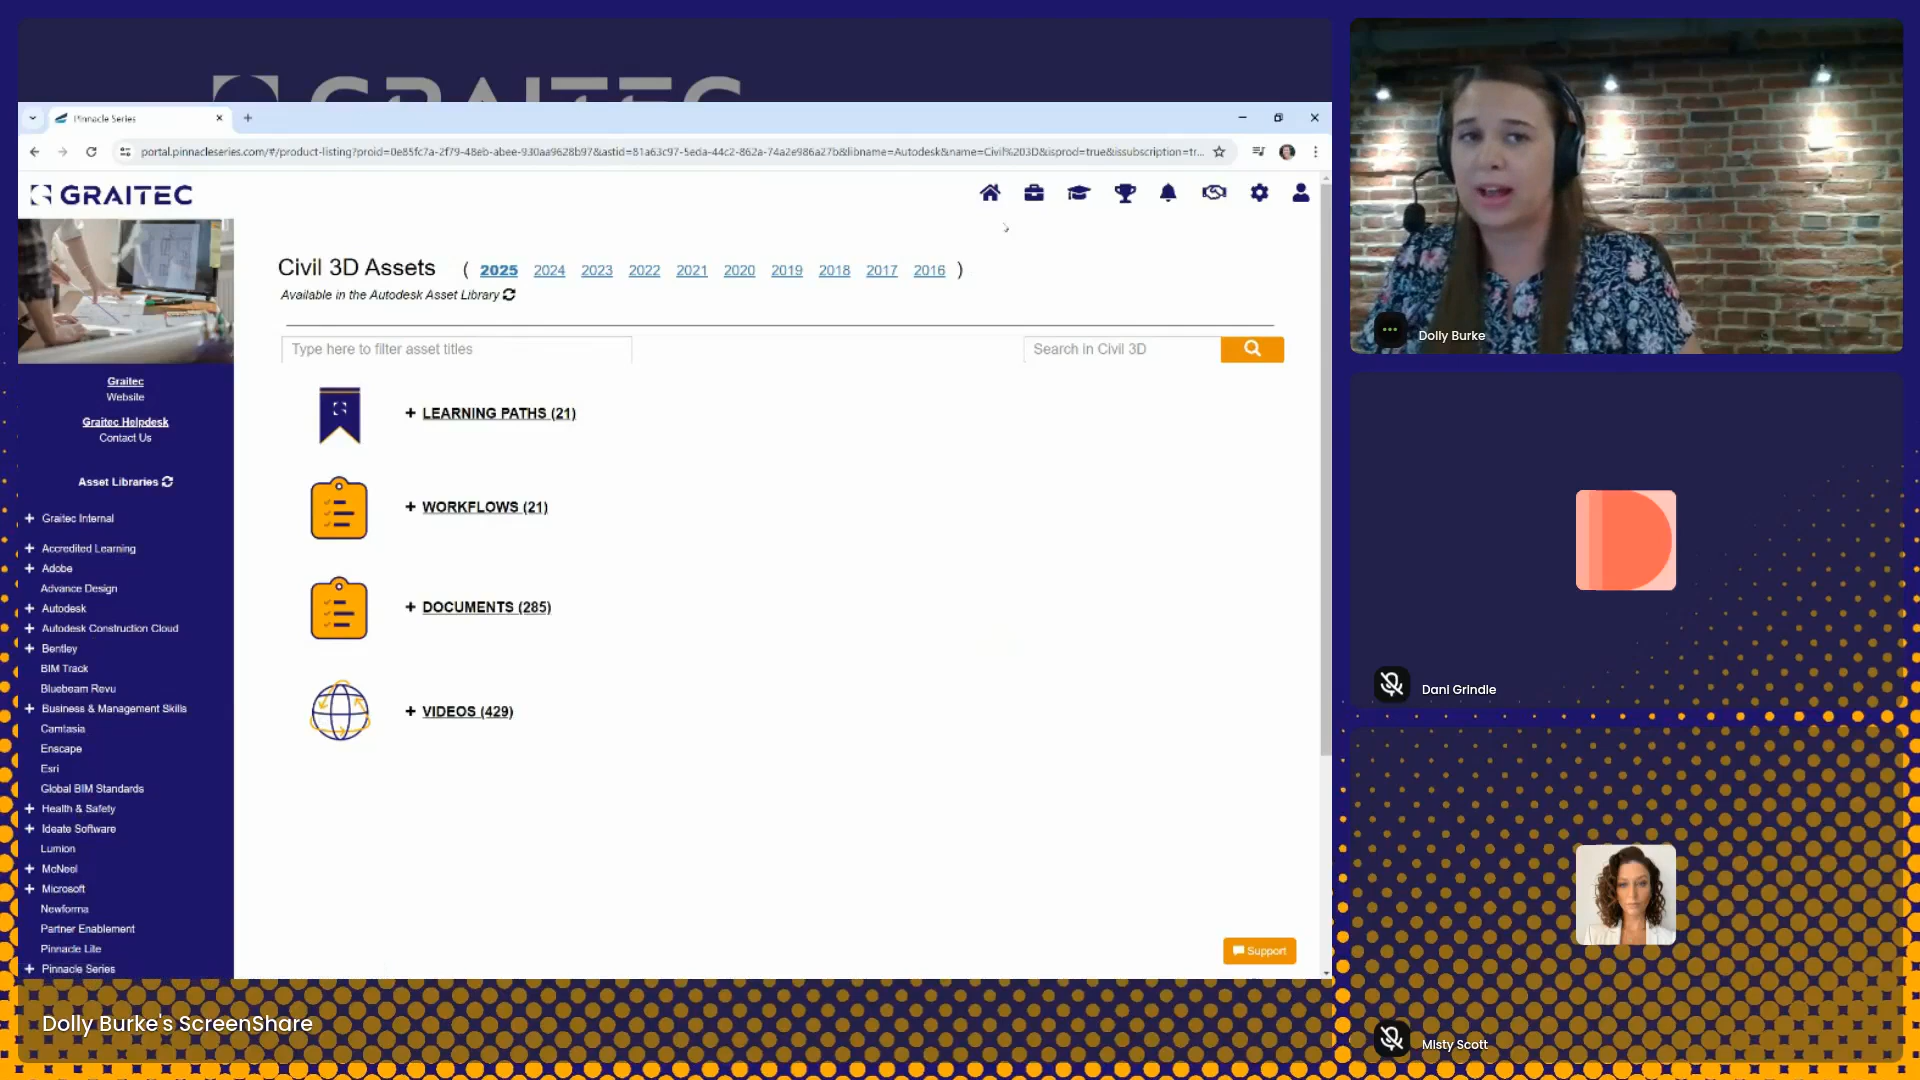 GRAITEC
Pinnacle Series
portal.pinnacleseries.com/#/product-listing?proid=0e85fc7a-2f79-48eb-abee-930aa9628b97&astid=81a63c97-5eda-44c2-862a-74a2e986a27b&libname=Autodesk&name=Civil%203D&isprod=true&issubscription=tr...
GRAITEC
Graitec
Website
Graitec Helpdesk
Contact Us
Asset Libraries
+ Graitec Internal
+ Accredited Learning
+ Adobe
Advance Design
+ Autodesk
+ Autodesk Construction Cloud
+ Bentley
BIM Track
Bluebeam Revu
+ Business & Management Skills
Camtasia
Enscape
Esri
Global BIM Standards
+ Health & Safety
+ Ideate Software
Lumion
+ McNeel
+ Microsoft
Newforma
Partner Enablement
Pinnacle Lite
+ Pinnacle Series
Civil 3D Assets ( 2025 2024 2023 2022 2021 2020 2019 2018 2017 2016 )
Available in the Autodesk Asset Library
Type here to filter asset titles
Search in Civil 3D
+ LEARNING PATHS (21)
+ WORKFLOWS (21)
+ DOCUMENTS (285)
+ VIDEOS (429)
Support
Dolly Burke's ScreenShare
Dolly Burke
Dani Grindle
Misty Scott